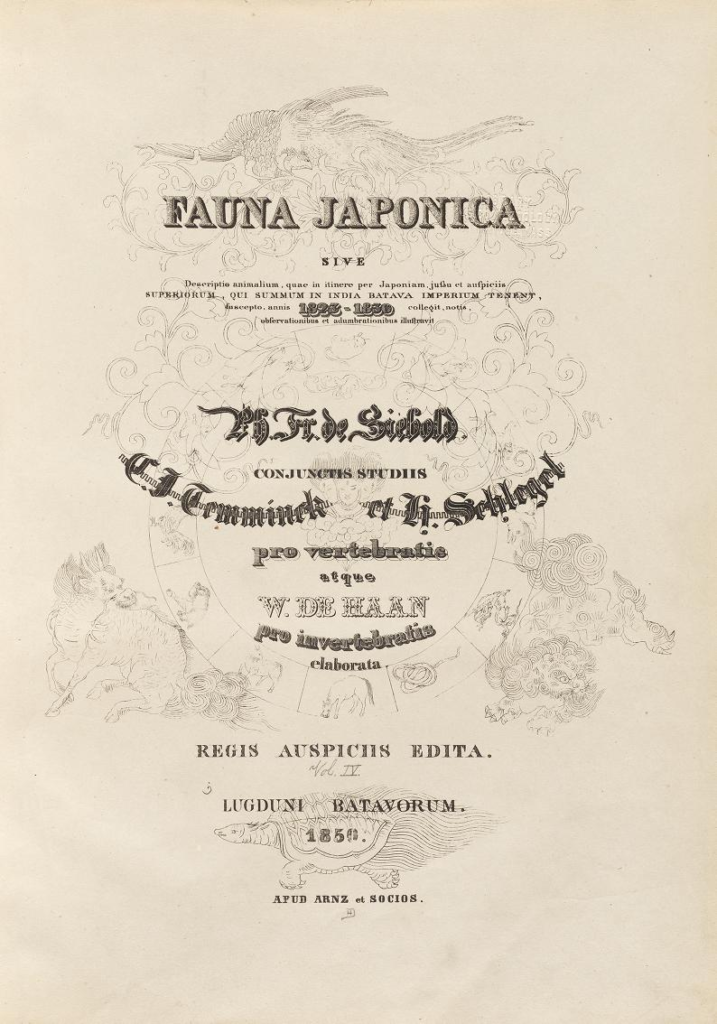 FAUNA JAPONICA
SIVE
Descriptio animalium, quae in itinere per Japoniam, jussu et auspiciis
SUPERIORUM, QUI SUMMUM IN INDIA BATAVA IMPERIUM TENENT,
suscepto, annis 1823-1830 collegit, notis,
observationibus et adumbrationibus illustravit
Ph. Fr. de Siebold.
CONJUNCTIS STUDIIS
C. J. Temminck et H. Schlegel
pro vertebratis
atque
W. DE HAAN
pro invertebratis
elaborata.
REGIS AUSPICIIS EDITA.
Vol. IV
LUGDUNI BATAVORUM.
1850.
APUD ARNZ et SOCIOS.